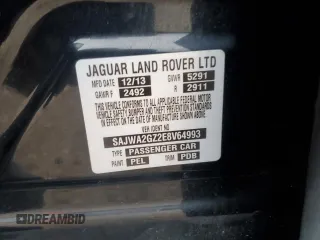 JAGUAR LAND ROVER LTD
MFD DATE 12/13 GVWR 5291
GAWR F 2492 R 2911
THIS VEHICLE CONFORMS TO ALL APPLICABLE FEDERAL MOTOR
VEHICLE SAFETY, BUMPER, AND THEFT PREVENTION STANDARDS
IN EFFECT ON THE DATE OF MANUFACTURE SHOWN ABOVE
VEH IDENT NO
SAJWA2GZ2E8V64993
TYPE PASSENGER CAR
PAINT PEL TRIM PDB
DREAMBID